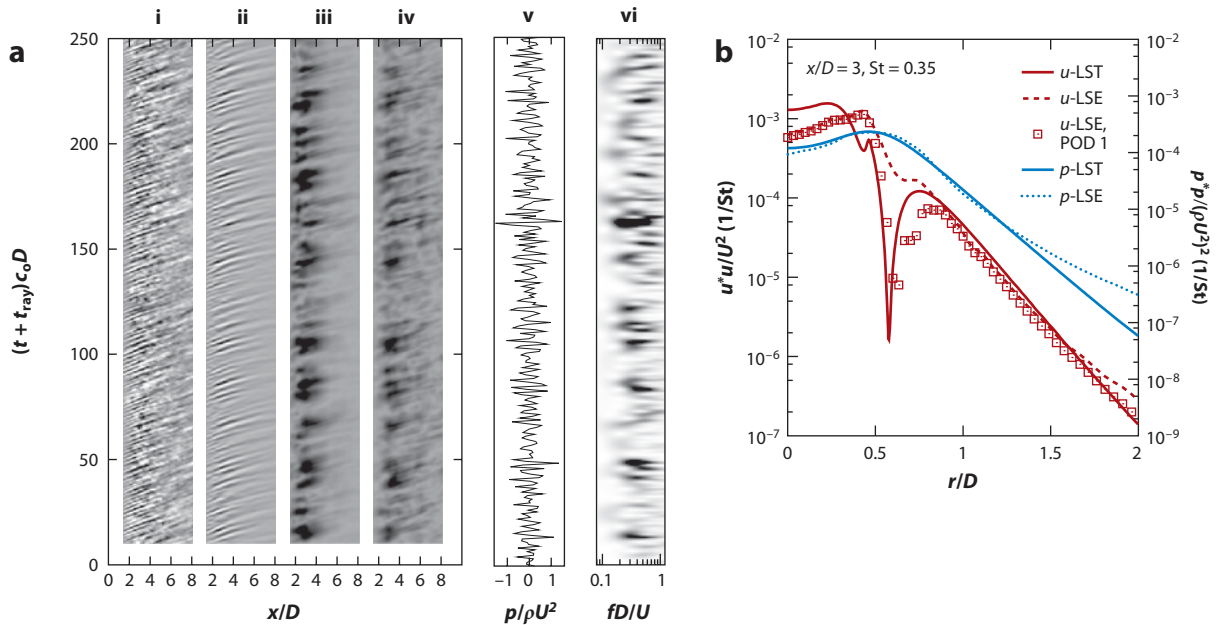 i ii iii iv v vi
a
250
200
150
100
50
0
(t + t_ray)c_oD
0 2 4 6 8 2 4 6 8 2 4 6 8 2 4 6 8
x/D
−1 0 1
p/ρU²
0.1 1
fD/U
b
x/D = 3, St = 0.35
u-LST
u-LSE
u-LSE,
POD 1
p-LST
p-LSE
10⁻²
10⁻³
10⁻⁴
10⁻⁵
10⁻⁶
10⁻⁷
u*u/U² (1/St)
0 0.5 1 1.5 2
r/D
10⁻²
10⁻³
10⁻⁴
10⁻⁵
10⁻⁶
10⁻⁷
10⁻⁸
10⁻⁹
p*p/(ρU²)² (1/St)